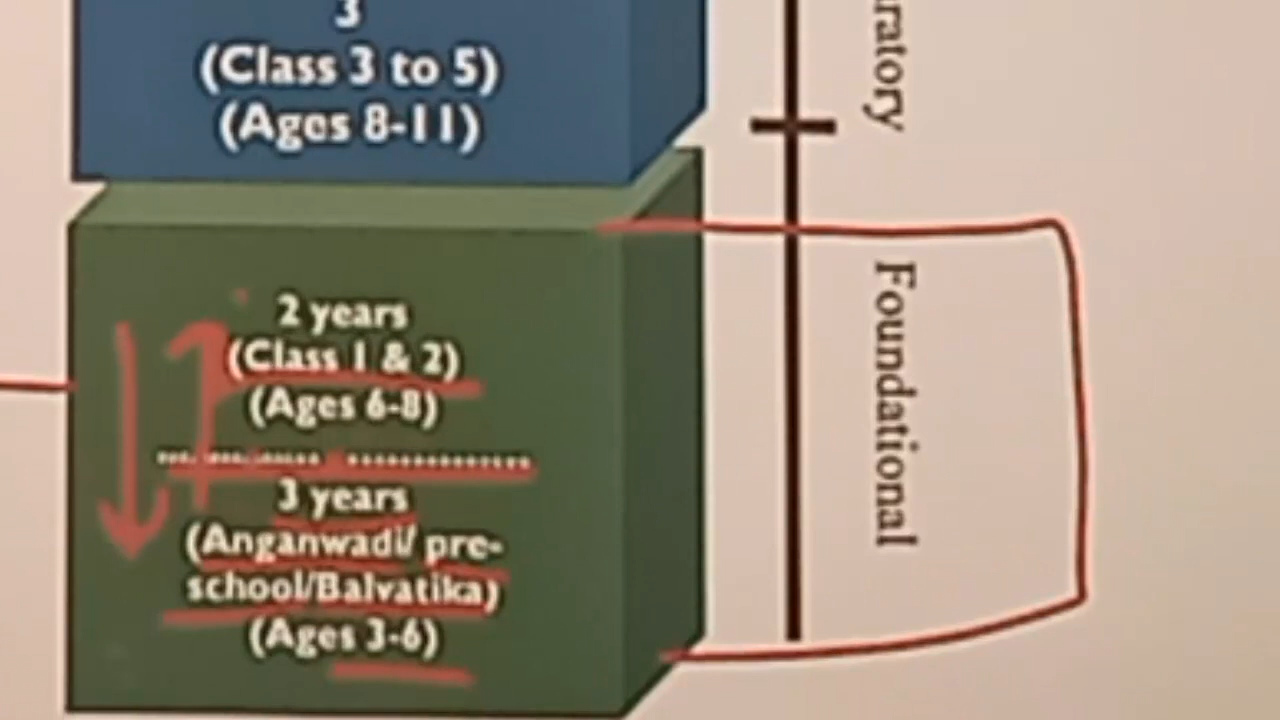 3
(Class 3 to 5)
(Ages 8-11)
2 years
(Class 1 & 2)
(Ages 6-8)
3 years
(Anganwadi/ pre-
school/Balvatika)
(Ages 3-6)
Foundational